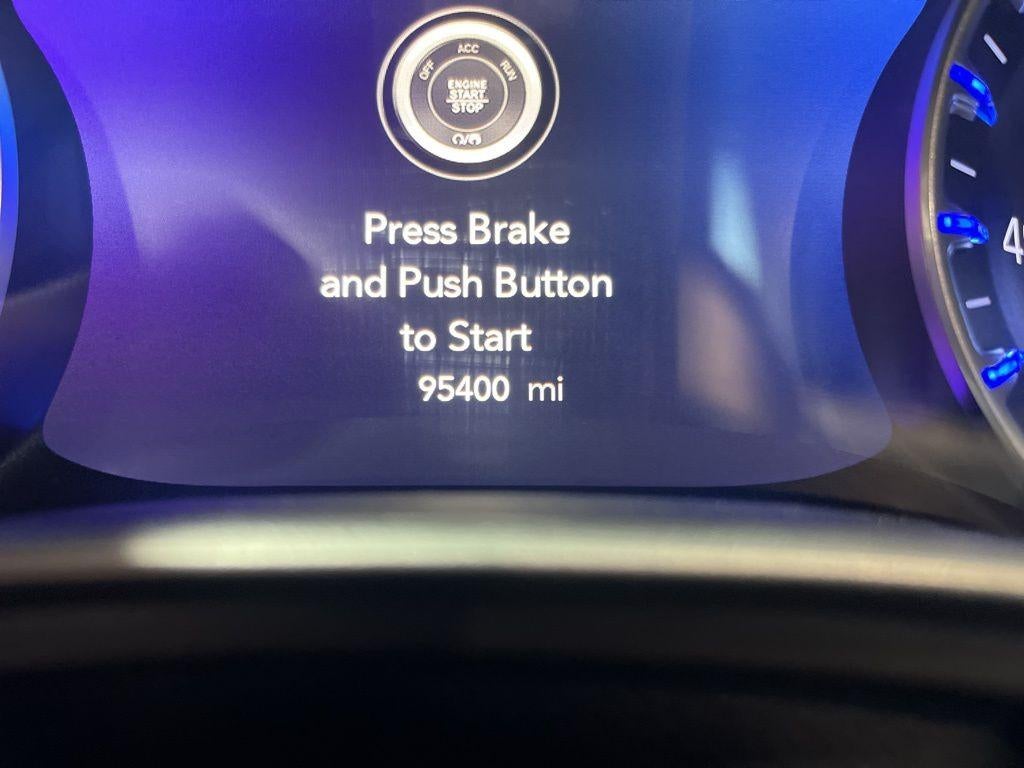 ACC
OFF RUN
ENGINE
START
STOP
Press Brake
and Push Button
to Start
95400 mi